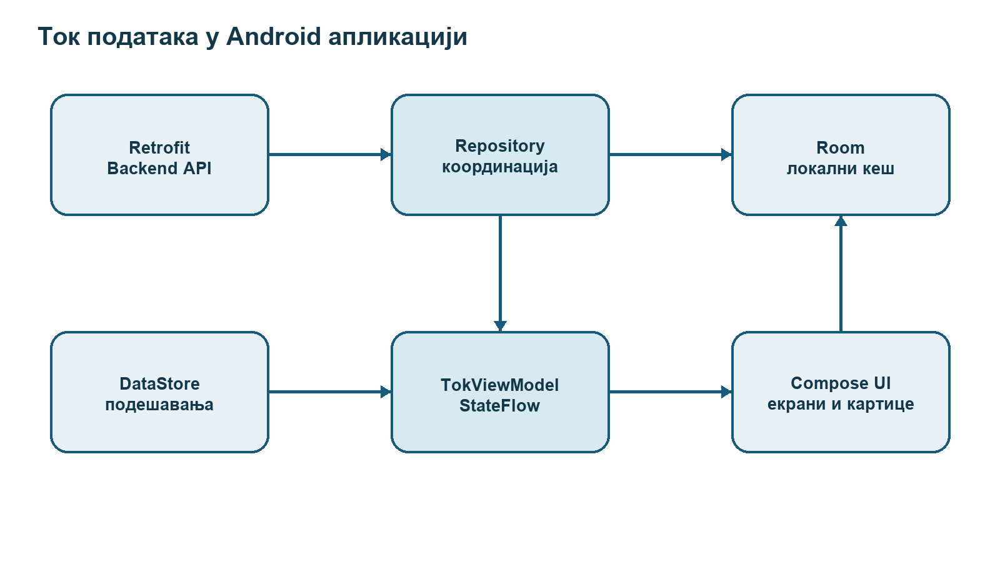 Ток података у Android апликацији
Retrofit
Backend API
Repository
координација
Room
локални кеш
DataStore
подешавања
TokViewModel
StateFlow
Compose UI
екрани и картице